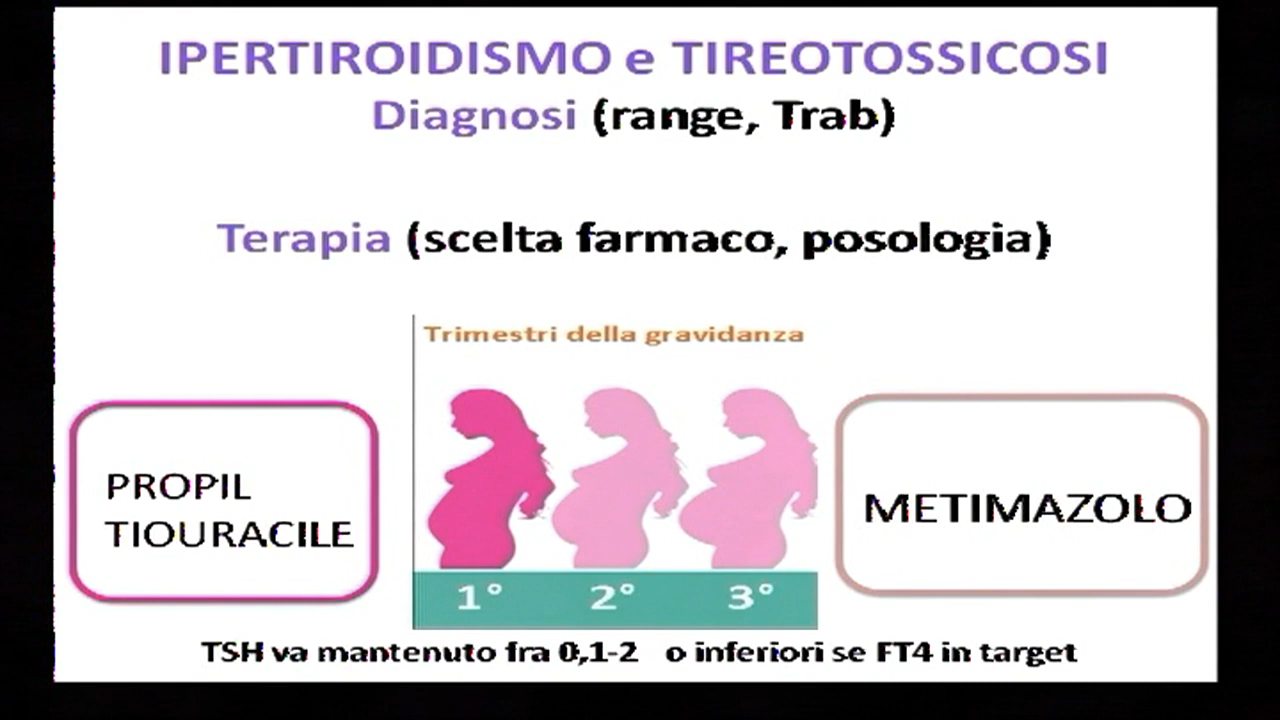 IPERTIROIDISMO e TIREOTOSSICOSI
Diagnosi (range, Trab)
Terapia (scelta farmaco, posologia)
Trimestri della gravidanza
PROPIL
TIOURACILE
METIMAZOLO
1° 2° 3°
TSH va mantenuto fra 0,1-2 o inferiori se FT4 in target